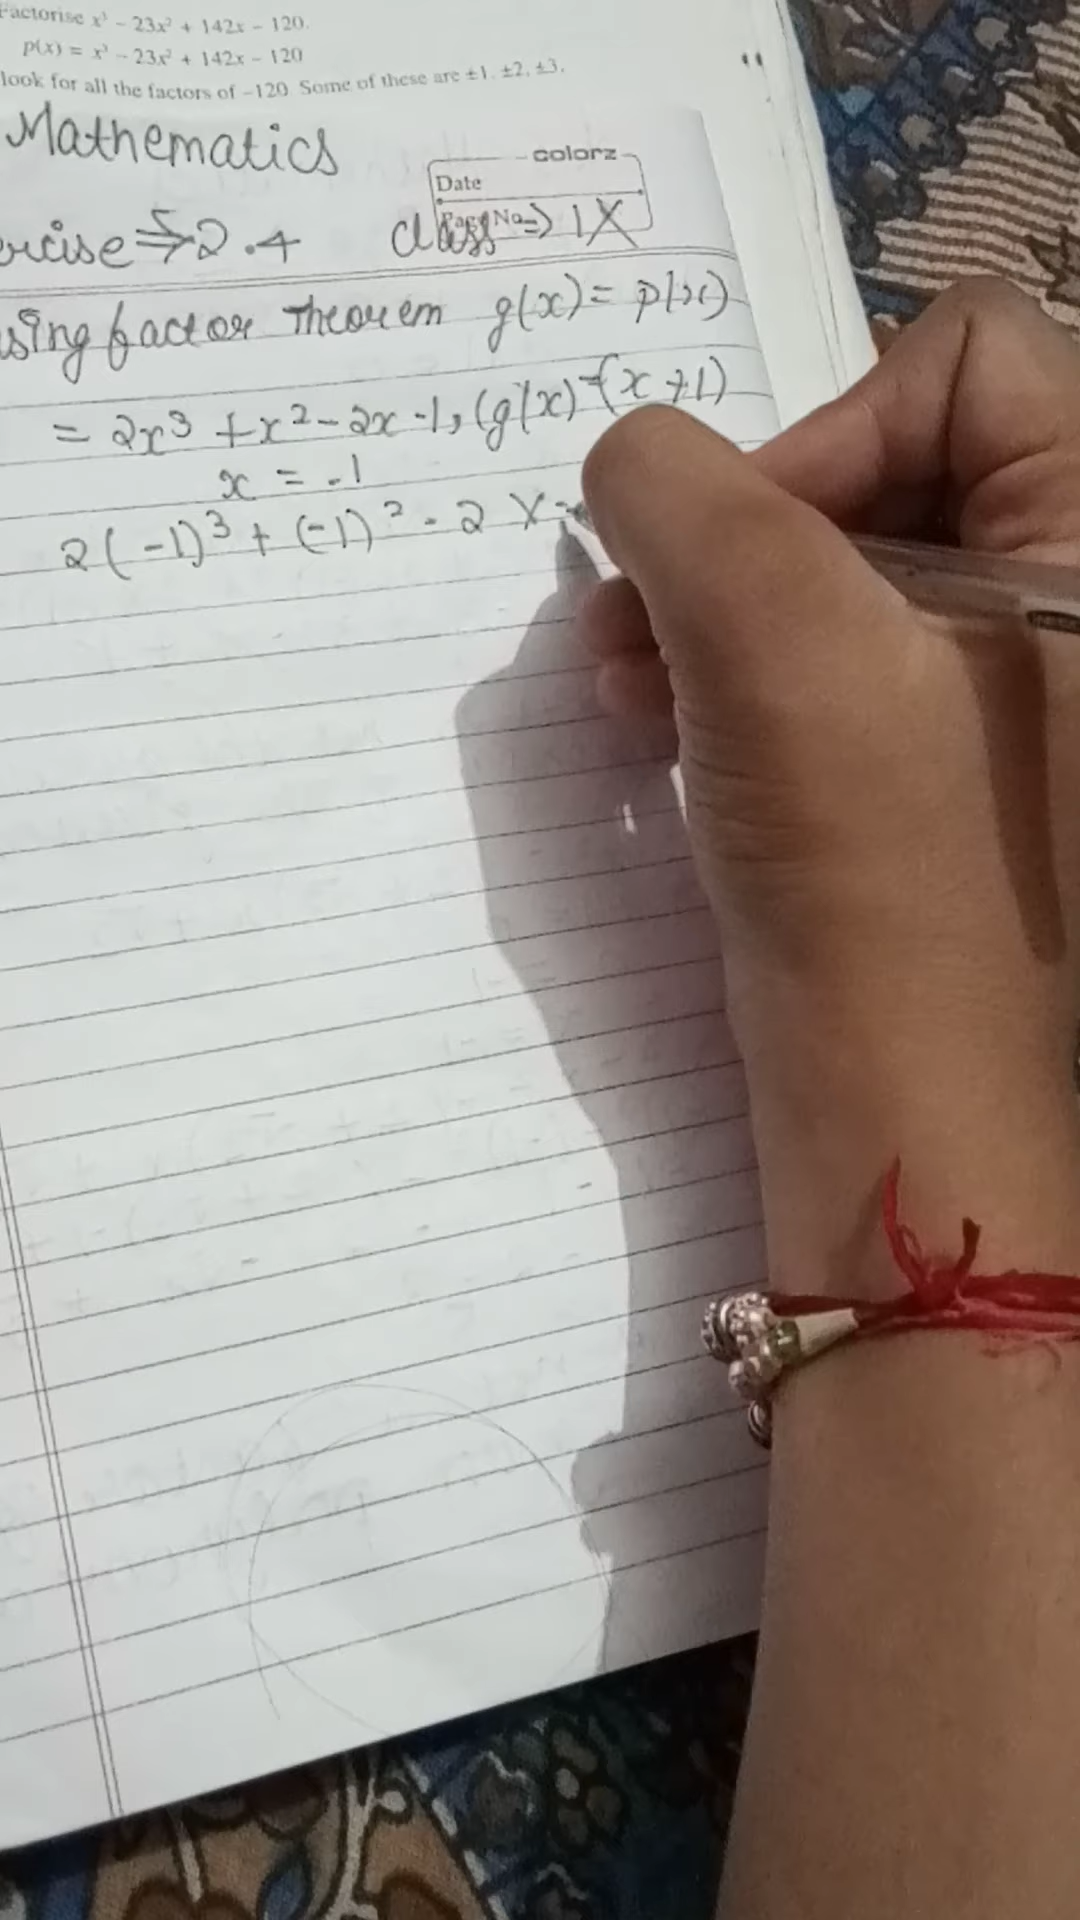 Factorise x³ – 23x² + 142x – 120.
p(x) = x³ – 23x² + 142x – 120
look for all the factors of –120. Some of these are ±1, ±2, ±3,
Mathematics
colorz
Date
Page No.
ercise ⇒ 2.4 class ⇒ IX
using factor Theorem g(x) = p(x)
= 2x³ + x² - 2x - 1, (g(x) = (x + 1)
x = -1
2(-1)³ + (-1)² - 2 ×